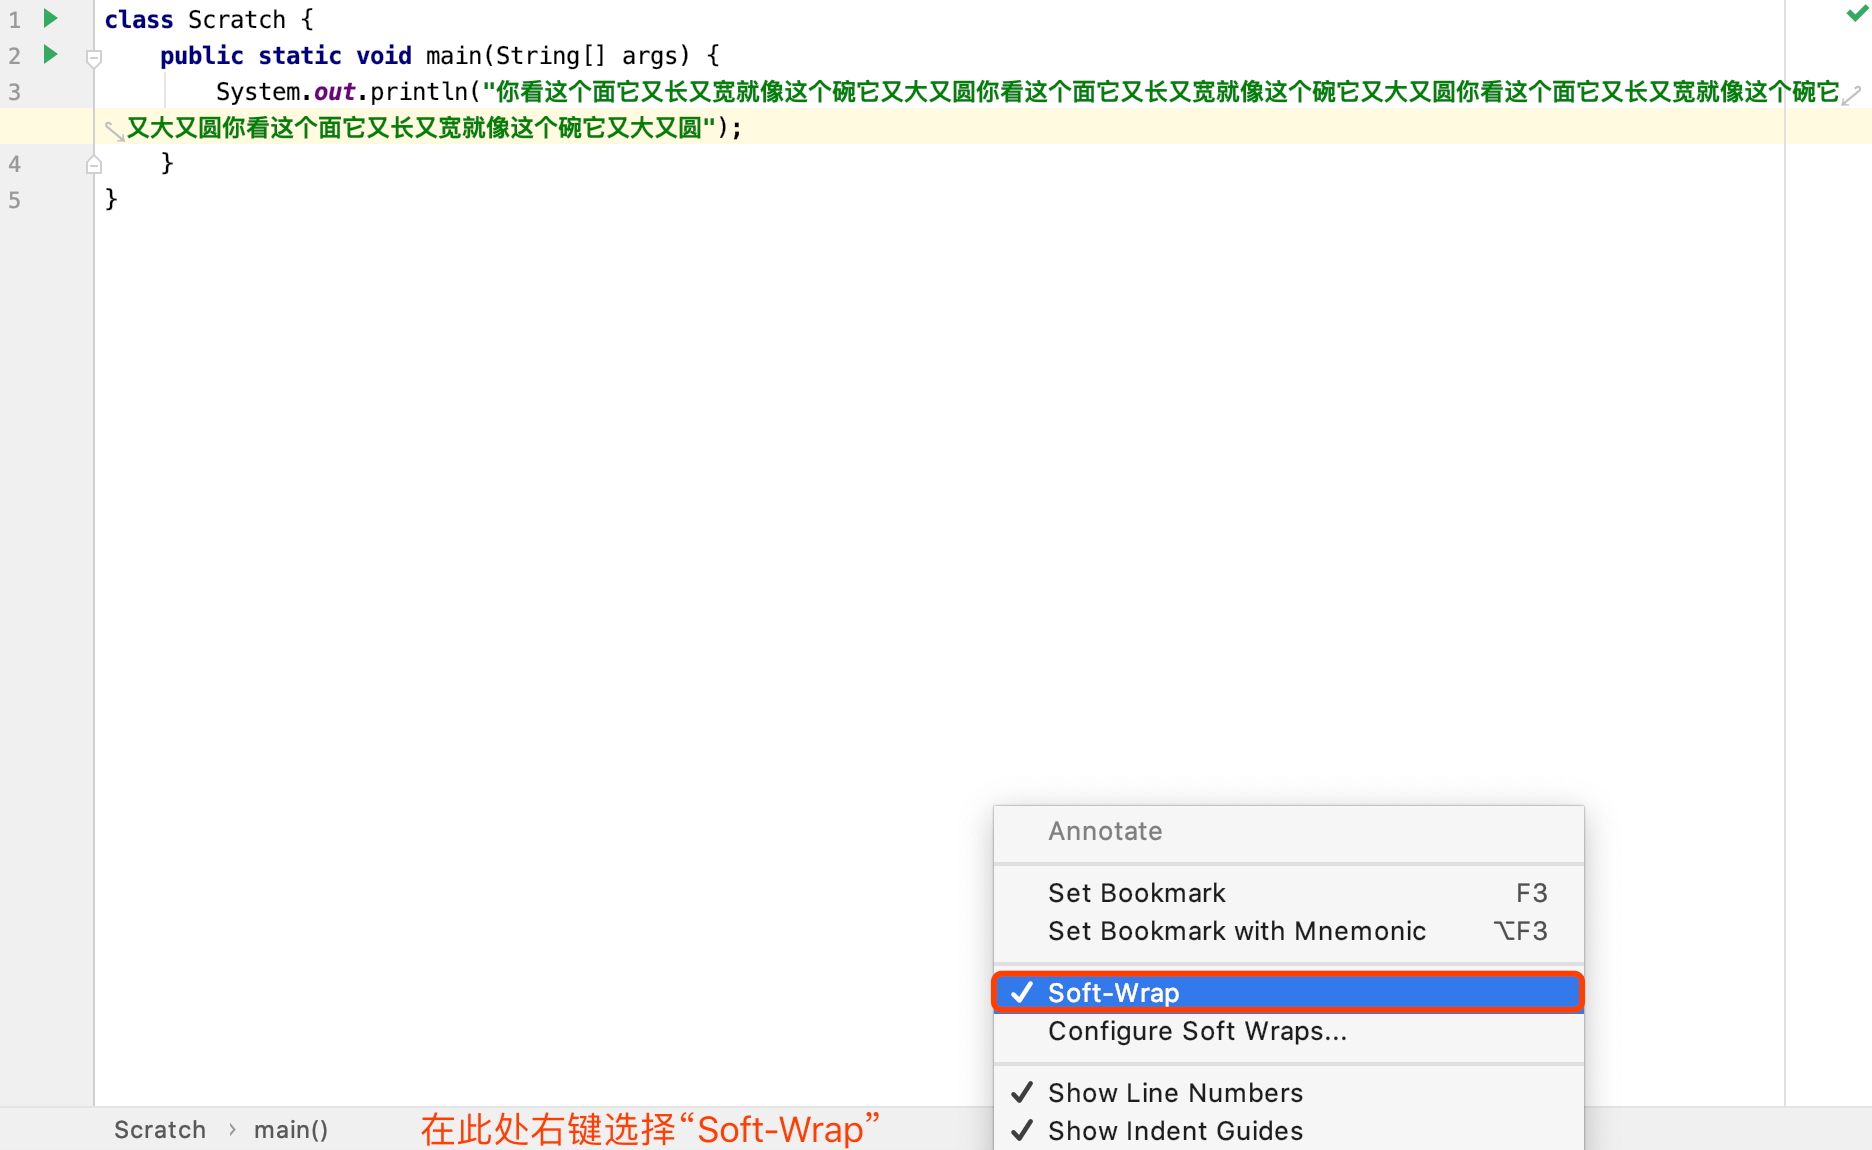 1 class Scratch {
2 public static void main(String[] args) {
3 System.out.println("你看这个面它又长又宽就像这个碗它又大又圆你看这个面它又长又宽就像这个碗它又大又圆你看这个面它又长又宽就像这个碗它
又大又圆你看这个面它又长又宽就像这个碗它又大又圆");
4 }
5 }
Annotate
Set Bookmark F3
Set Bookmark with Mnemonic ⌥F3
✓ Soft-Wrap
Configure Soft Wraps...
✓ Show Line Numbers
✓ Show Indent Guides
Scratch › main()
在此处右键选择“Soft-Wrap”